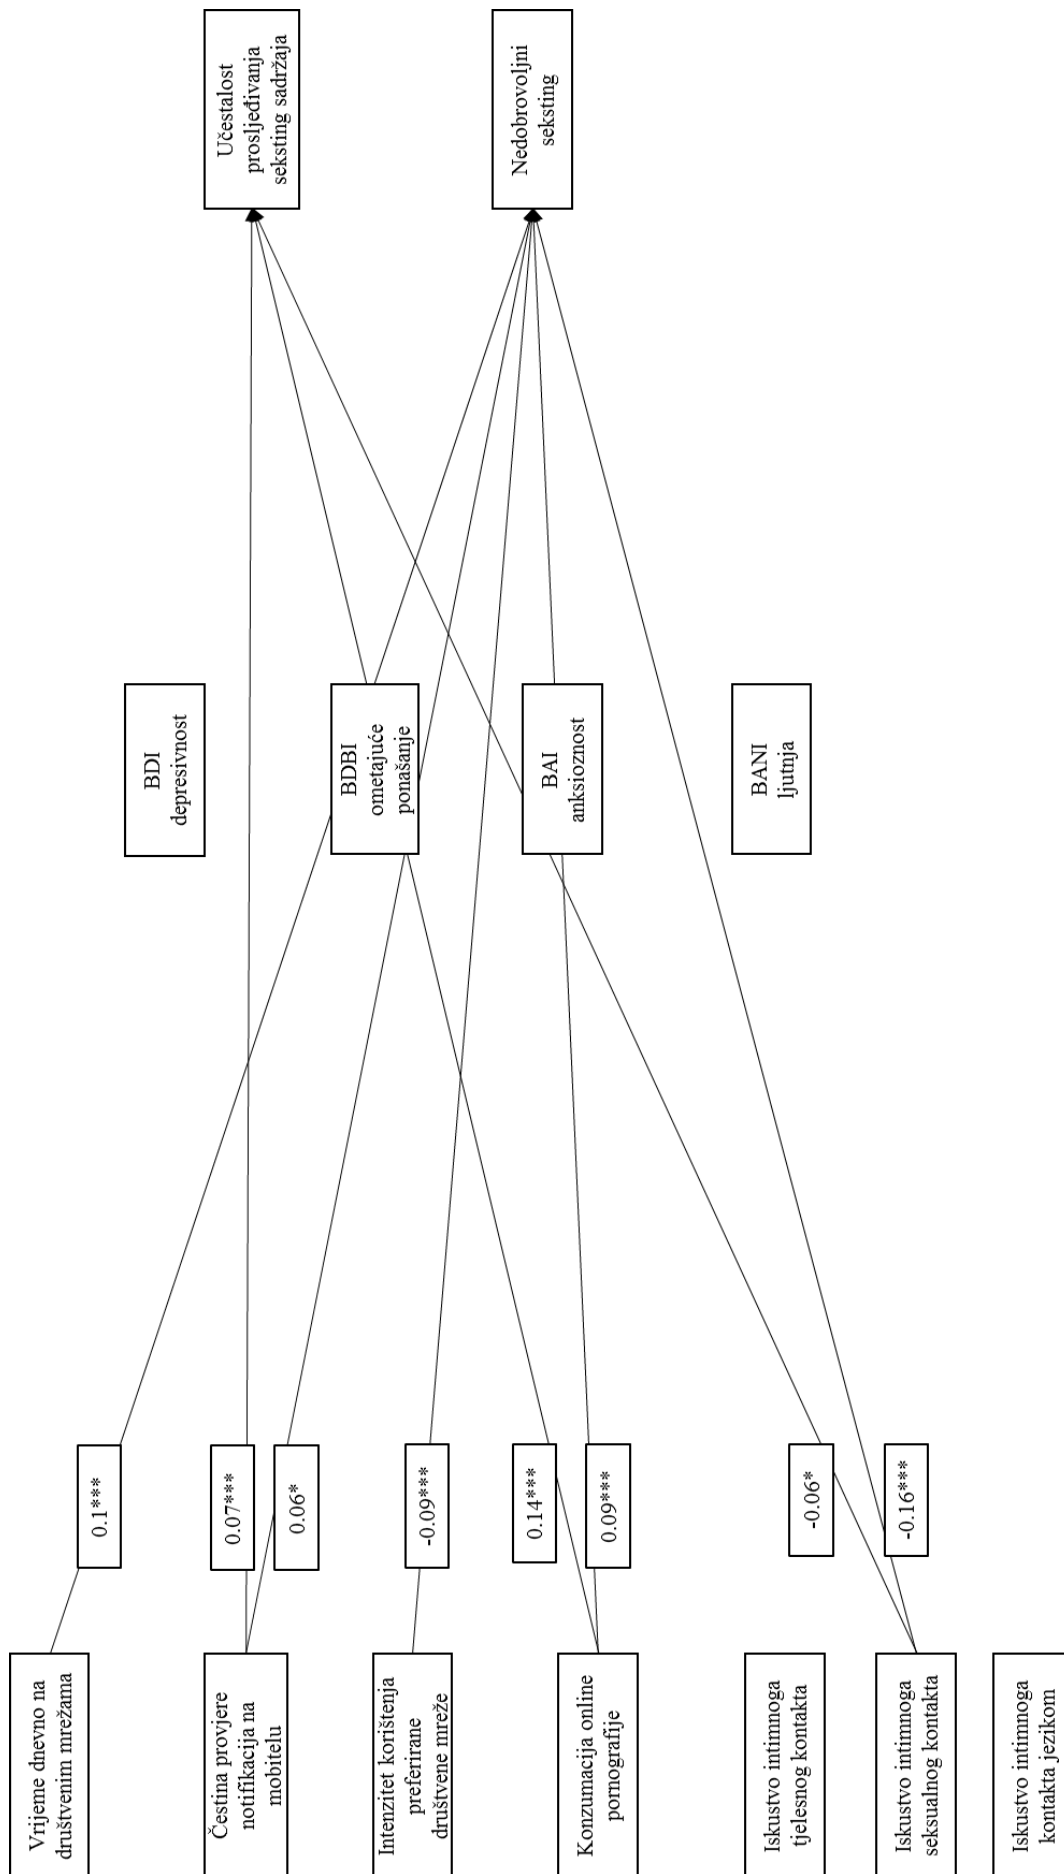 Vrijeme dnevno na
društvenim mrežama
Čestina provjere
notifikacija na
mobitelu
Intenzitet korištenja
preferirane
društvene mreže
Konzumacija online
pornografije
Iskustvo intimnoga
tjelesnog kontakta
Iskustvo intimnoga
seksualnog kontakta
Iskustvo intimnoga
kontakta jezikom
0.1***
0.07***
0.06*
-0.09***
0.14***
0.09***
-0.06*
-0.16***
BDI
depresivnost
BDBI
ometajuće
ponašanje
BAI
anksioznost
BANI
ljutnja
Učestalost
prosljeđivanja
seksting sadržaja
Nedobrovoljni
seksting